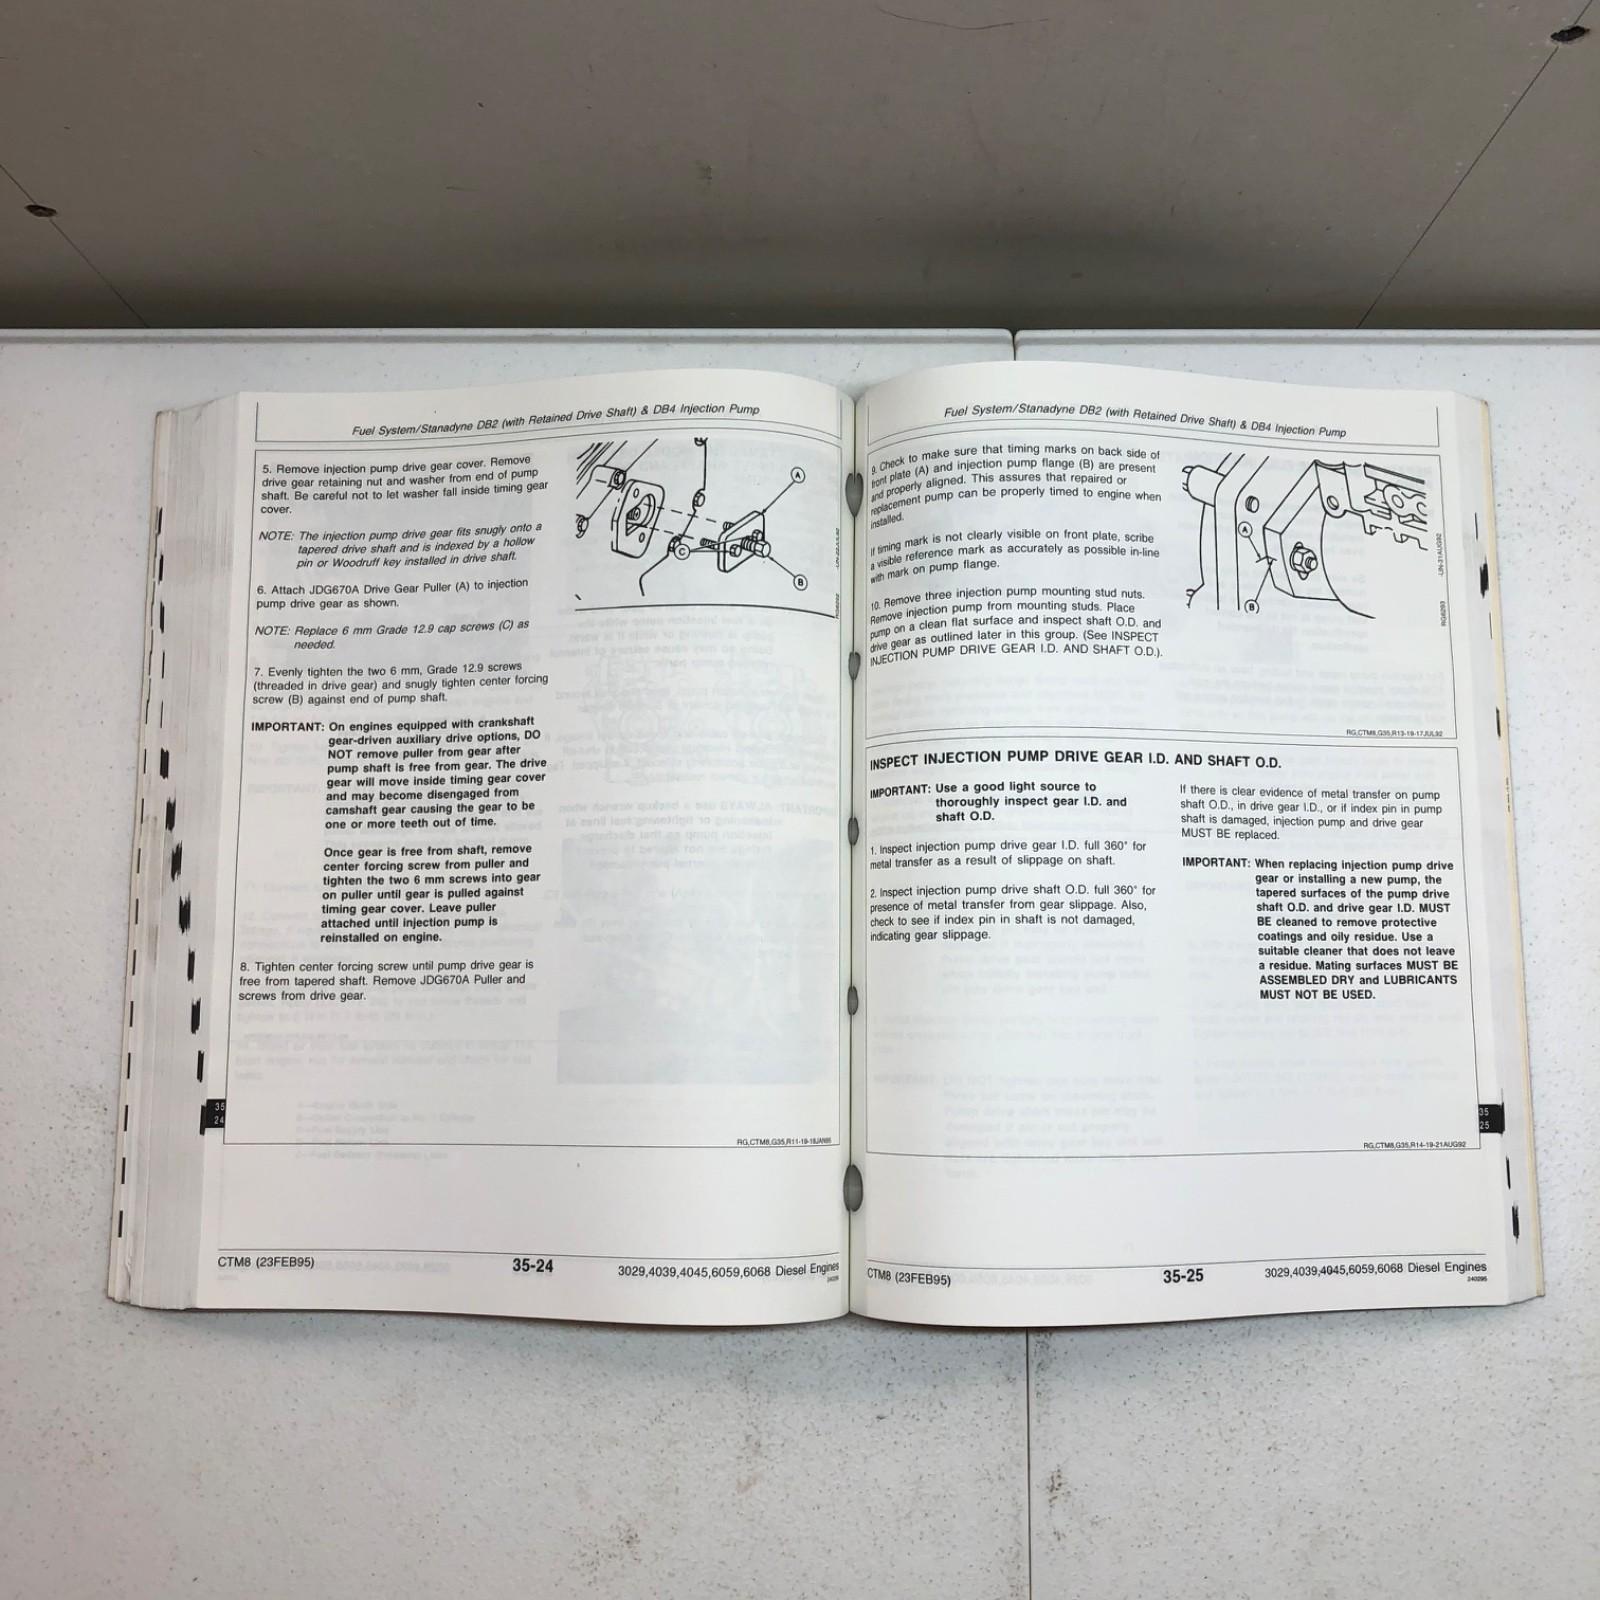 Fuel System/Stanadyne DB2 (with Retained Drive Shaft) & DB4 Injection Pump
5. Remove injection pump drive gear cover. Remove
drive gear retaining nut and washer from end of pump
shaft. Be careful not to let washer fall inside timing gear
cover.
NOTE: The injection pump drive gear fits snugly onto a
tapered drive shaft and is indexed by a hollow
pin or Woodruff key installed in drive shaft.
6. Attach JDG670A Drive Gear Puller (A) to injection
pump drive gear as shown.
NOTE: Replace 6 mm Grade 12.9 cap screws (C) as
needed.
7. Evenly tighten the two 6 mm, Grade 12.9 screws
(threaded in drive gear) and snugly tighten center forcing
screw (B) against end of pump shaft.
IMPORTANT: On engines equipped with crankshaft
gear-driven auxiliary drive options, DO
NOT remove puller from gear after
pump shaft is free from gear. The drive
gear will move inside timing gear cover
and may become disengaged from
camshaft gear causing the gear to be
one or more teeth out of time.
Once gear is free from shaft, remove
center forcing screw from puller and
tighten the two 6 mm screws into gear
on puller until gear is pulled against
timing gear cover. Leave puller
attached until injection pump is
reinstalled on engine.
8. Tighten center forcing screw until pump drive gear is
free from tapered shaft. Remove JDG670A Puller and
screws from drive gear.
A
C
B
35
24
CTM8 (23FEB95)
35-24
3029,4039,4045,6059,6068 Diesel Engines
Fuel System/Stanadyne DB2 (with Retained Drive Shaft) & DB4 Injection Pump
9. Check to make sure that timing marks on back side of
front plate (A) and injection pump flange (B) are present
and properly aligned. This assures that repaired or
replacement pump can be properly timed to engine when
installed.
If timing mark is not clearly visible on front plate, scribe
a visible reference mark as accurately as possible in-line
with mark on pump flange.
10. Remove three injection pump mounting stud nuts.
Remove injection pump from mounting studs. Place
pump on a clean flat surface and inspect shaft O.D. and
drive gear as outlined later in this group. (See INSPECT
INJECTION PUMP DRIVE GEAR I.D. AND SHAFT O.D.).
A
B
-UN-31AUG92
RG6293
RG,CTM8,G35,R13-19-17JUL92
INSPECT INJECTION PUMP DRIVE GEAR I.D. AND SHAFT O.D.
IMPORTANT: Use a good light source to
thoroughly inspect gear I.D. and
shaft O.D.
1. Inspect injection pump drive gear I.D. full 360° for
metal transfer as a result of slippage on shaft.
2. Inspect injection pump drive shaft O.D. full 360° for
presence of metal transfer from gear slippage. Also,
check to see if index pin in shaft is not damaged,
indicating gear slippage.
If there is clear evidence of metal transfer on pump
shaft O.D., in drive gear I.D., or if index pin in pump
shaft is damaged, injection pump and drive gear
MUST BE replaced.
IMPORTANT: When replacing injection pump drive
gear or installing a new pump, the
tapered surfaces of the pump drive
shaft O.D. and drive gear I.D. MUST
BE cleaned to remove protective
coatings and oily residue. Use a
suitable cleaner that does not leave
a residue. Mating surfaces MUST BE
ASSEMBLED DRY and LUBRICANTS
MUST NOT BE USED.
RG,CTM8,G35,R14-19-21AUG92
35
25
CTM8 (23FEB95)
35-25
3029,4039,4045,6059,6068 Diesel Engines
240295